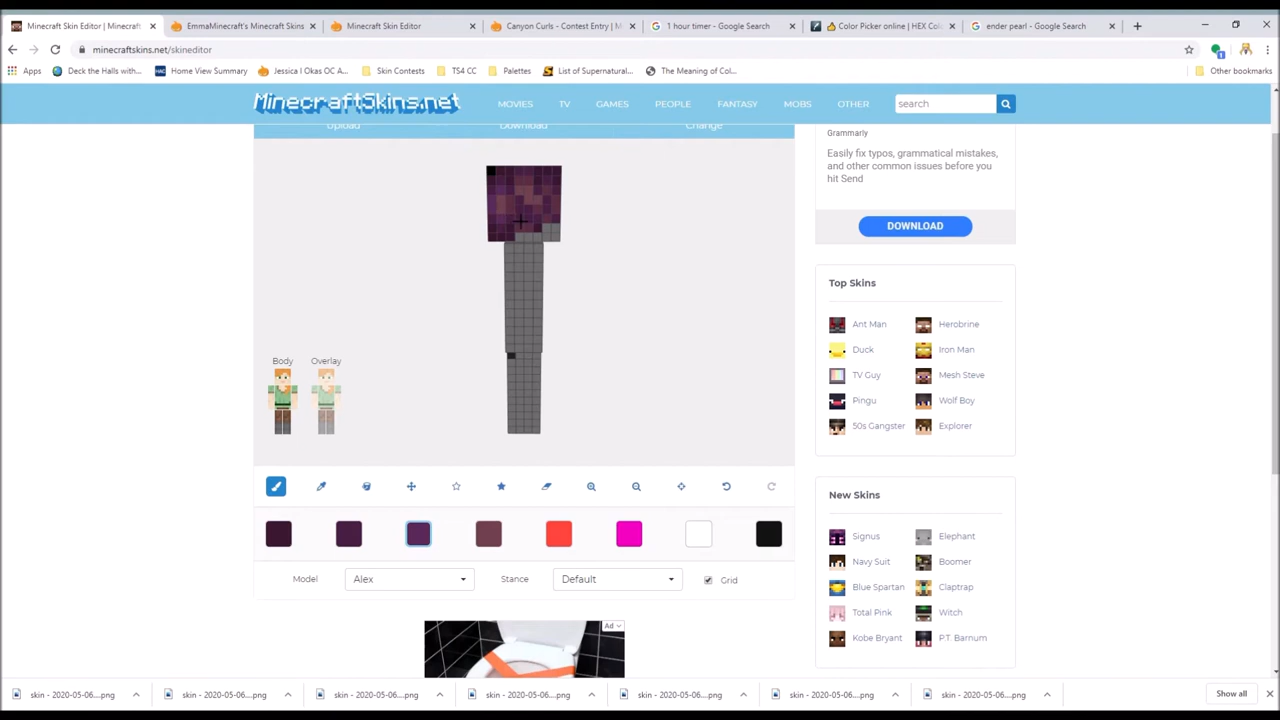 Minecraft Skin Editor | Minecraft
EmmaMinecraft's Minecraft Skins
Minecraft Skin Editor
Canyon Curls - Contest Entry | M
1 hour timer - Google Search
Color Picker online | HEX Col
ender pearl - Google Search
minecraftskins.net/skineditor
Apps
Deck the Halls with...
Home View Summary
Jessica I Okas OC A...
Skin Contests
TS4 CC
Palettes
List of Supernatural...
The Meaning of Col...
Other bookmarks
MinecraftSkins.net
MOVIES
TV
GAMES
PEOPLE
FANTASY
MOBS
OTHER
search
Upload
Download
Change
Grammarly
Easily fix typos, grammatical mistakes,
and other common issues before you
hit Send
DOWNLOAD
Top Skins
Ant Man
Herobrine
Duck
Iron Man
TV Guy
Mesh Steve
Pingu
Wolf Boy
50s Gangster
Explorer
Body
Overlay
New Skins
Signus
Elephant
Navy Suit
Boomer
Blue Spartan
Claptrap
Total Pink
Witch
Kobe Bryant
P.T. Barnum
Model
Alex
Stance
Default
Grid
Ad
skin - 2020-05-06....png
skin - 2020-05-06....png
skin - 2020-05-06....png
skin - 2020-05-06....png
skin - 2020-05-06....png
skin - 2020-05-06....png
skin - 2020-05-06....png
Show all